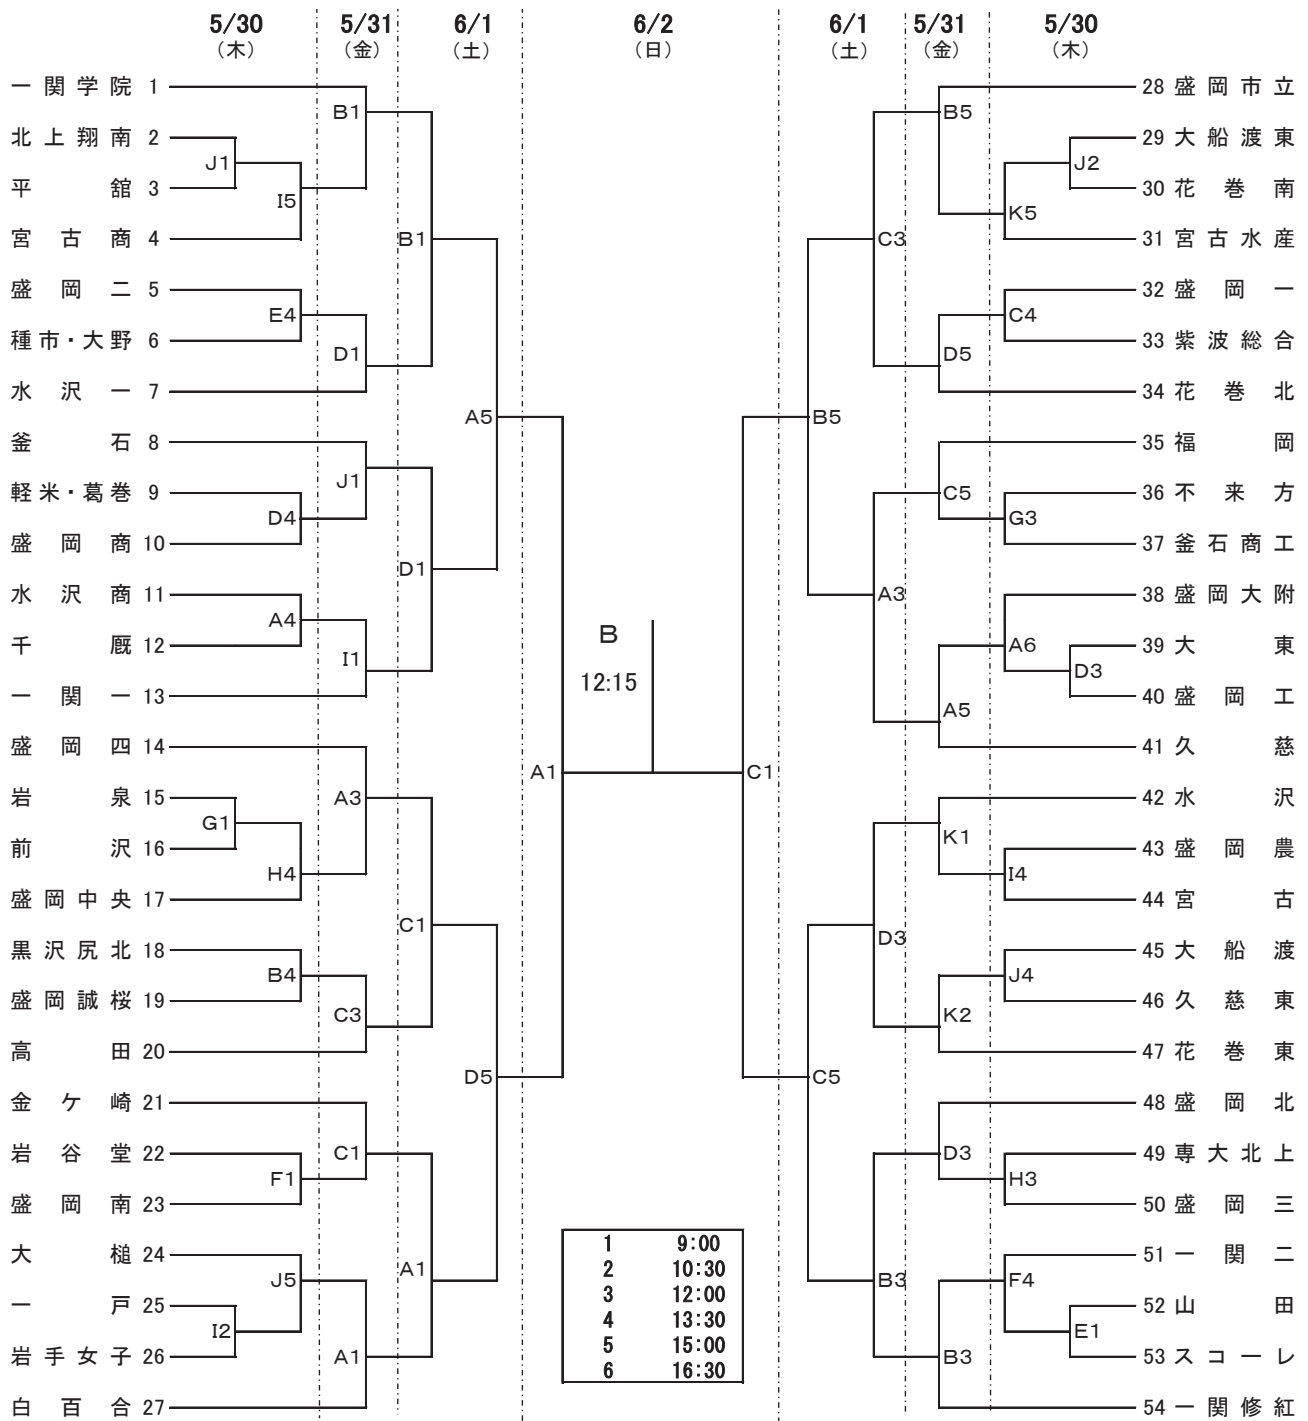 5/30 5/31 6/1 6/2 6/1 5/31 5/30
（木） （金） （土） （日） （土） （金） （木）
一関学院 1 28 盛岡市立
B1 B5
北上翔南 2 29 大船渡東
J1 J2
平舘 3 30 花巻南
I5 K5
宮古商 4 B1 C3 31 宮古水産
盛岡二 5 32 盛岡一
E4 C4
種市・大野 6 33 紫波総合
D1 D5
水沢一 7 34 花巻北
A5 B5
釜石 8 35 福岡
J1
軽米・葛巻 9 C5 36 不来方
D4 G3
盛岡商 10 37 釜石商工
D1
水沢商 11 A3 38 盛岡大附
A4
B
千厩 12 A6 39 大東
I1 D3
12:15
一関一 13 40 盛岡工
A5
盛岡四 14 41 久慈
A1 C1
岩泉 15 A3 42 水沢
G1 K1
前沢 16 43 盛岡農
H4 I4
盛岡中央 17 44 宮古
C1 D3
黒沢尻北 18 45 大船渡
B4 J4
盛岡誠桜 19 46 久慈東
C3 K2
高田 20 47 花巻東
D5 C5
金ケ崎 21 48 盛岡北
岩谷堂 22 C1 D3 49 専大北上
F1 H3
盛岡南 23 50 盛岡三
1 9:00
大槌 24 51 一関二
2 10:30
A1 J5 B3 F4
3 12:00
一戸 25 52 山田
4 13:30
I2 E1
5 15:00
岩手女子 26 A1 B3 53 スコーレ
6 16:30
白百合 27 54 一関修紅